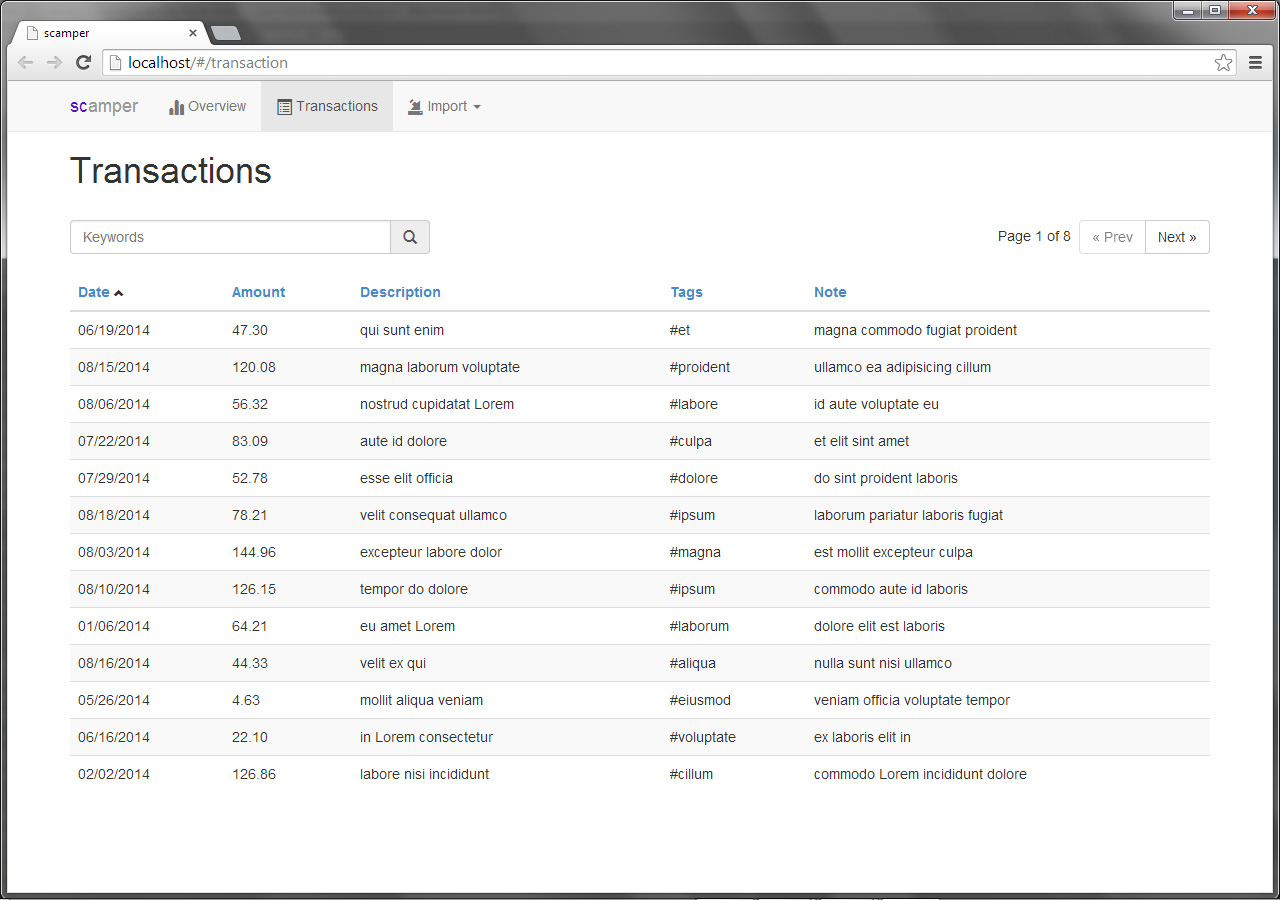 scamper
localhost/#/transaction
scamper Overview Transactions Import
Transactions
Keywords Page 1 of 8 « Prev Next »
Date Amount Description Tags Note
06/19/2014 47.30 qui sunt enim #et magna commodo fugiat proident
08/15/2014 120.08 magna laborum voluptate #proident ullamco ea adipisicing cillum
08/06/2014 56.32 nostrud cupidatat Lorem #labore id aute voluptate eu
07/22/2014 83.09 aute id dolore #culpa et elit sint amet
07/29/2014 52.78 esse elit officia #dolore do sint proident laboris
08/18/2014 78.21 velit consequat ullamco #ipsum laborum pariatur laboris fugiat
08/03/2014 144.96 excepteur labore dolor #magna est mollit excepteur culpa
08/10/2014 126.15 tempor do dolore #ipsum commodo aute id laboris
01/06/2014 64.21 eu amet Lorem #laborum dolore elit est laboris
08/16/2014 44.33 velit ex qui #aliqua nulla sunt nisi ullamco
05/26/2014 4.63 mollit aliqua veniam #eiusmod veniam officia voluptate tempor
06/16/2014 22.10 in Lorem consectetur #voluptate ex laboris elit in
02/02/2014 126.86 labore nisi incididunt #cillum commodo Lorem incididunt dolore